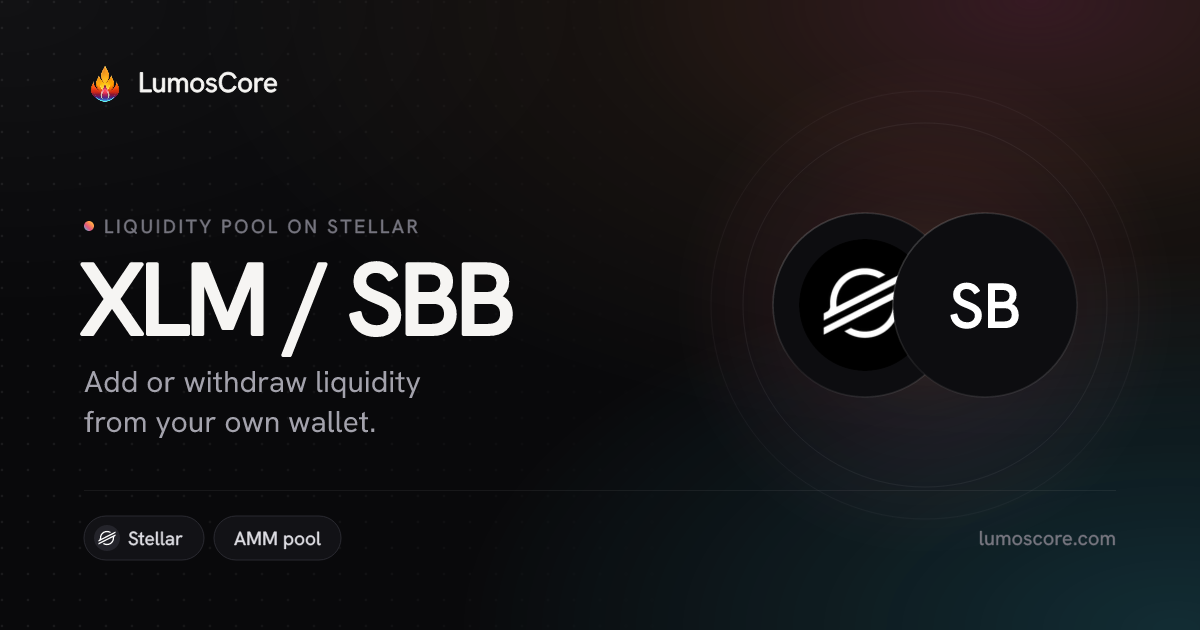 LumosCore
LIQUIDITY POOL ON STELLAR
XLM / SBB
Add or withdraw liquidity
from your own wallet.
SB
Stellar
AMM pool
lumoscore.com